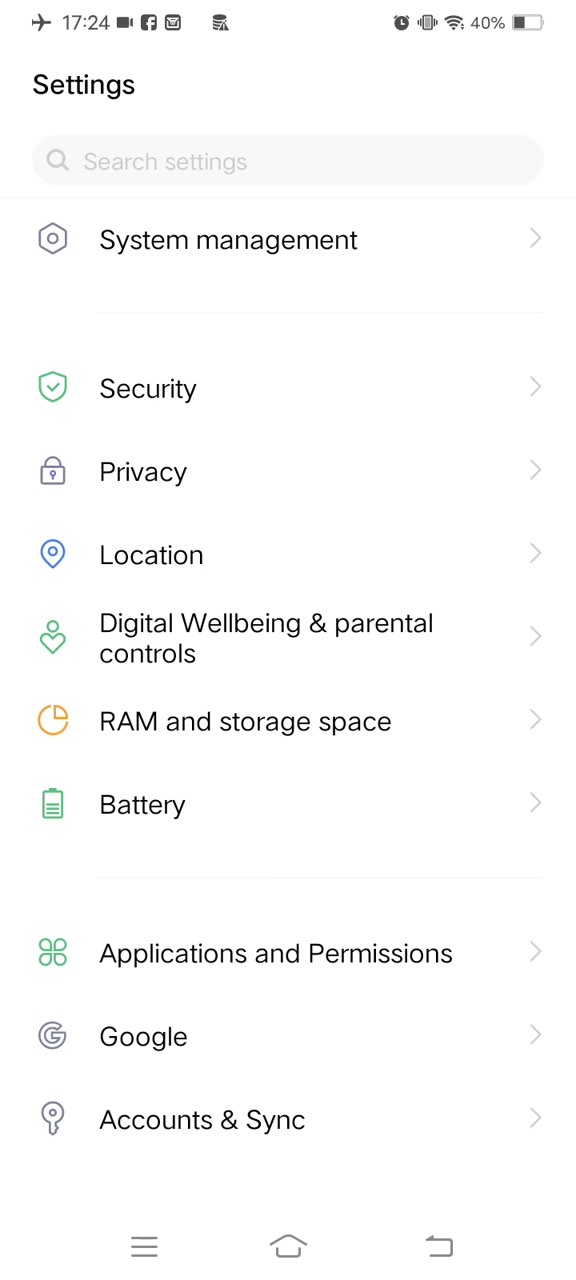 17:24
40%
Settings
Search settings
System management
Security
Privacy
Location
Digital Wellbeing & parental
controls
RAM and storage space
Battery
Applications and Permissions
Google
Accounts & Sync